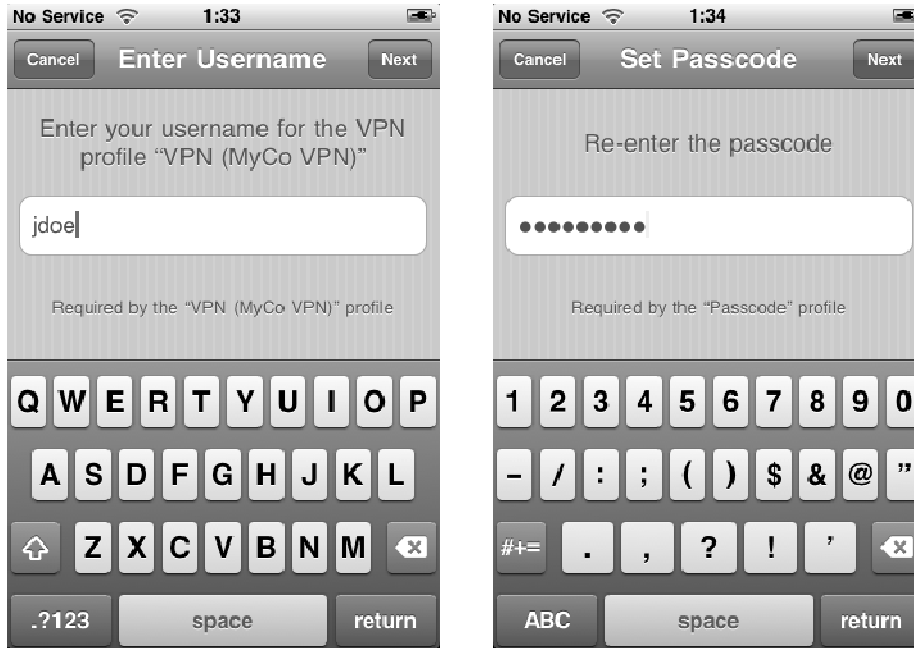 No Service 1:33
Cancel Enter Username Next
Enter your username for the VPN
profile “VPN (MyCo VPN)”
jdoe
Required by the “VPN (MyCo VPN)” profile
Q W E R T Y U I O P
A S D F G H J K L
Z X C V B N M
.?123 space return
No Service 1:34
Cancel Set Passcode Next
Re-enter the passcode
●●●●●●●●●
Required by the “Passcode” profile
1 2 3 4 5 6 7 8 9 0
- / : ; ( ) $ & @ ”
#+= . , ? ! ’
ABC space return